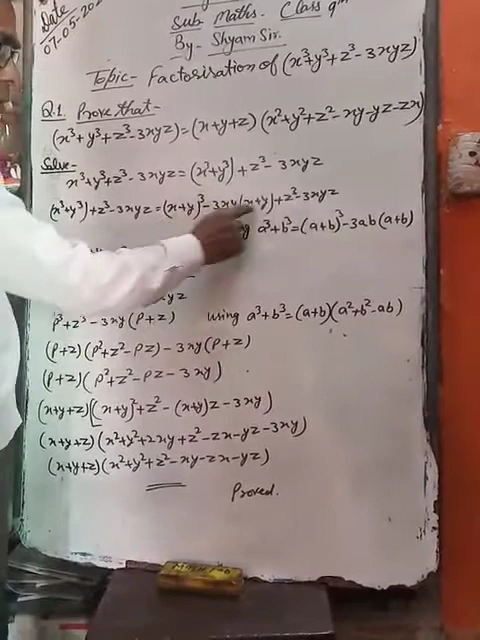 Date
07-05-20
Sub- Maths. Class 9th
By- Shyam Sir.
Topic- Factorisation of (x³+y³+z³-3xyz)
Q.1. Prove that-
(x³+y³+z³-3xyz)=(x+y+z)(x²+y²+z²-xy-yz-zx)
Solve-
x³+y³+z³-3xyz=(x³+y³)+z³-3xyz
(x³+y³)+z³-3xyz=(x+y)³-3xy(x+y)+z³-3xyz
a³+b³=(a+b)³-3ab(a+b)
xyz
p³+z³-3xy(p+z) using a³+b³=(a+b)(a²+b²-ab)
(p+z)(p²+z²-pz)-3xy(p+z)
(p+z)(p²+z²-pz-3xy)
(x+y+z)[(x+y)²+z²-(x+y)z-3xy)
(x+y+z)(x²+y²+2xy+z²-zx-yz-3xy)
(x+y+z)(x²+y²+z²-xy-zx-yz)
Proved.